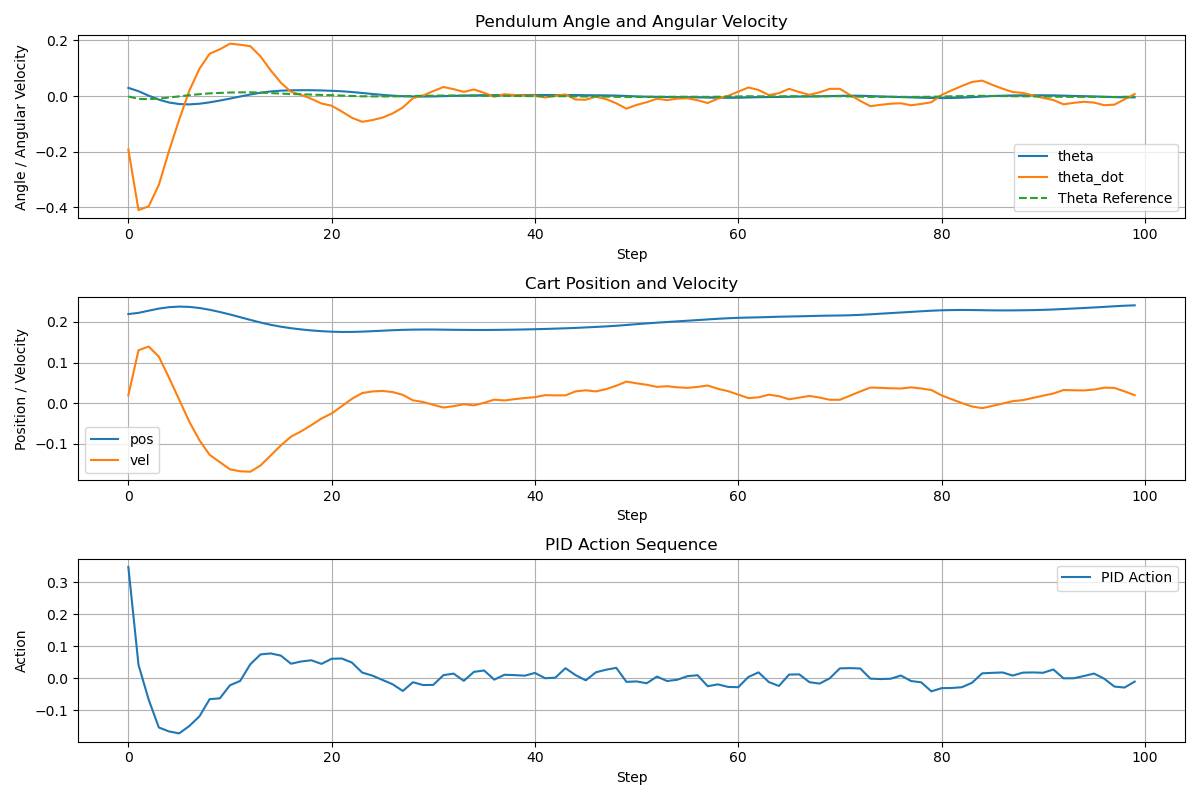 Pendulum Angle and Angular Velocity
Angle / Angular Velocity
0.2
0.0
−0.2
−0.4
theta
theta_dot
Theta Reference
0 20 40 60 80 100
Step
Cart Position and Velocity
Position / Velocity
0.2
0.1
0.0
−0.1
pos
vel
0 20 40 60 80 100
Step
PID Action Sequence
Action
0.3
0.2
0.1
0.0
−0.1
PID Action
0 20 40 60 80 100
Step